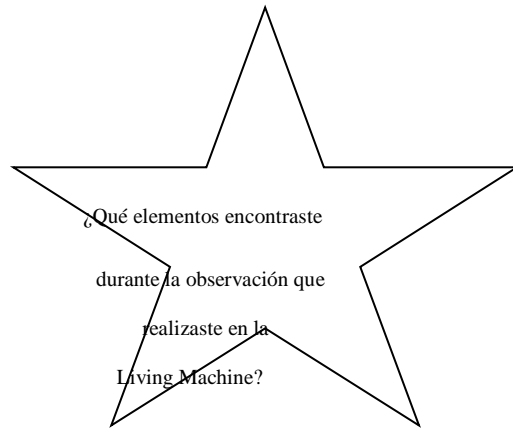 ¿Qué elementos encontraste
durante la observación que
realizaste en la
Living Machine?